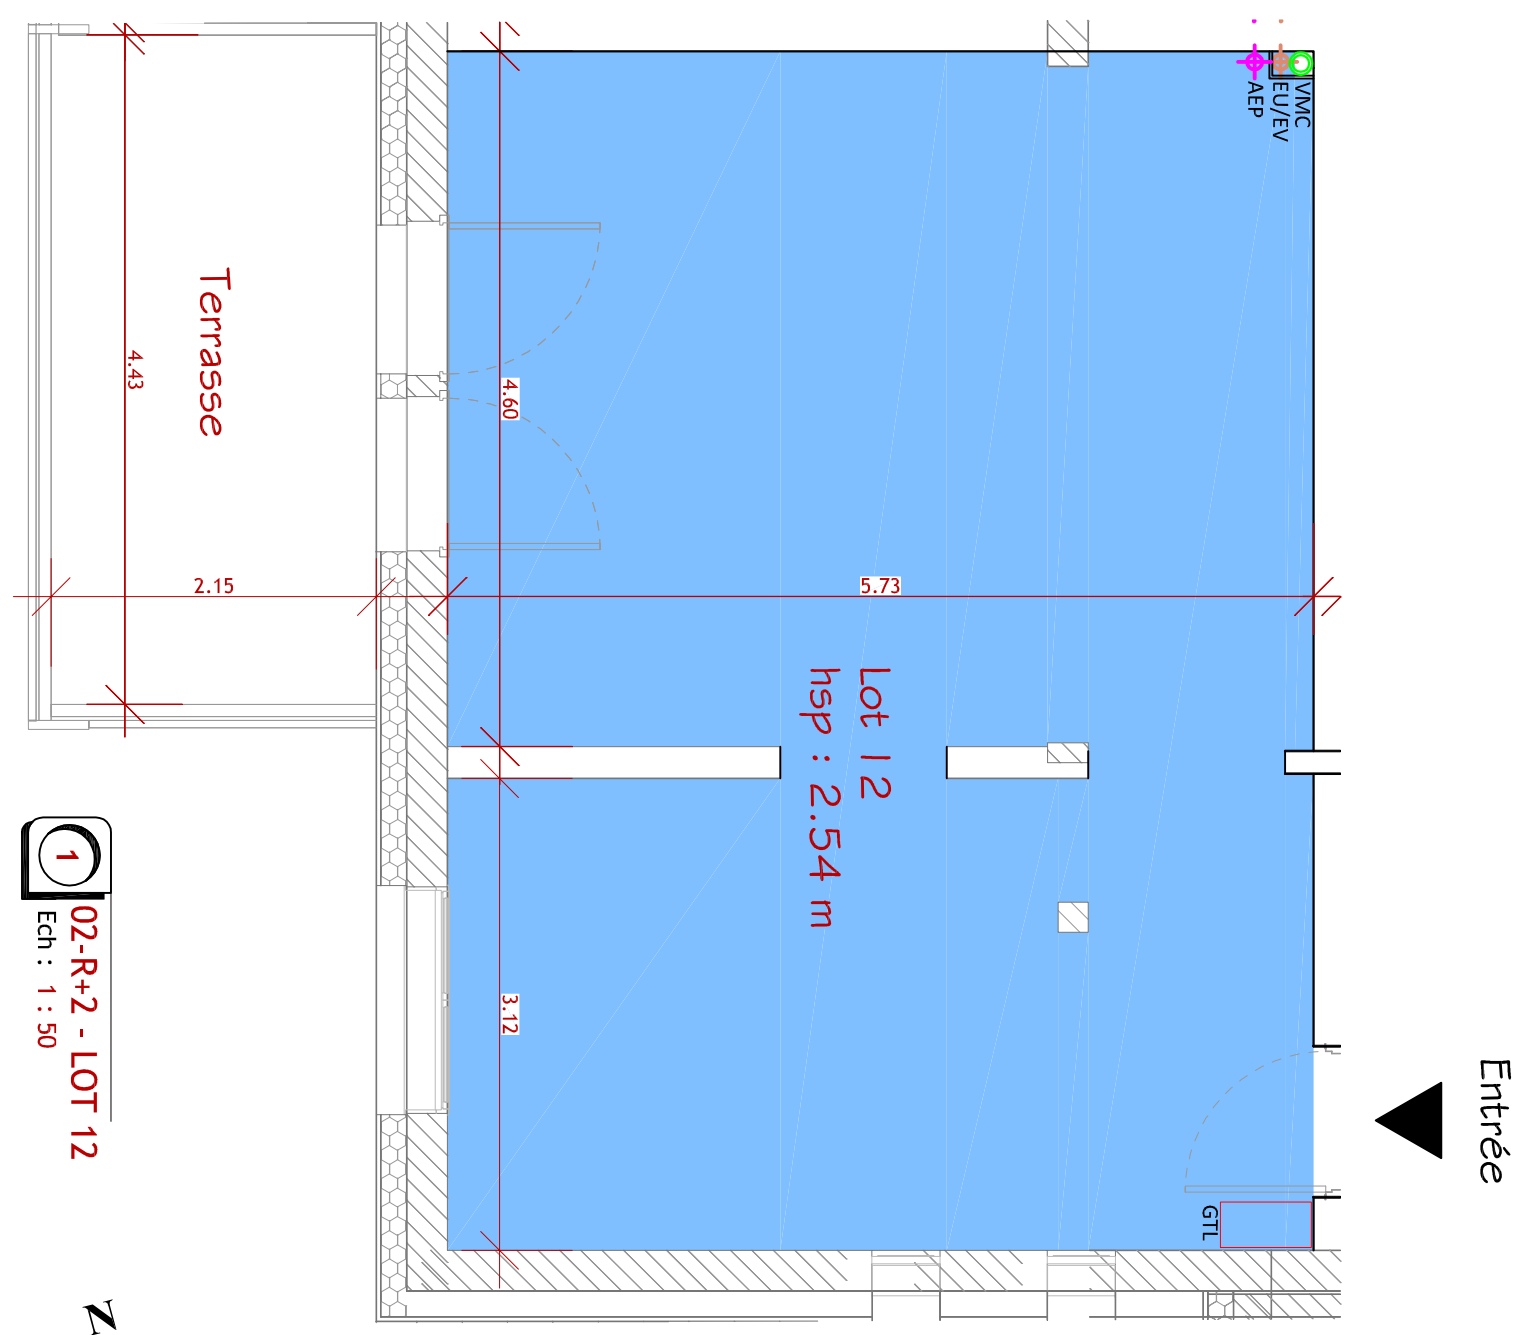 VMC
EU/EV
AEP
Terrasse
4.43
4.60
2.15
5.73
Lot 12
hsp : 2.54 m
1
02-R+2 - LOT 12
Ech : 1 : 50
3.12
Entrée
GTL
N